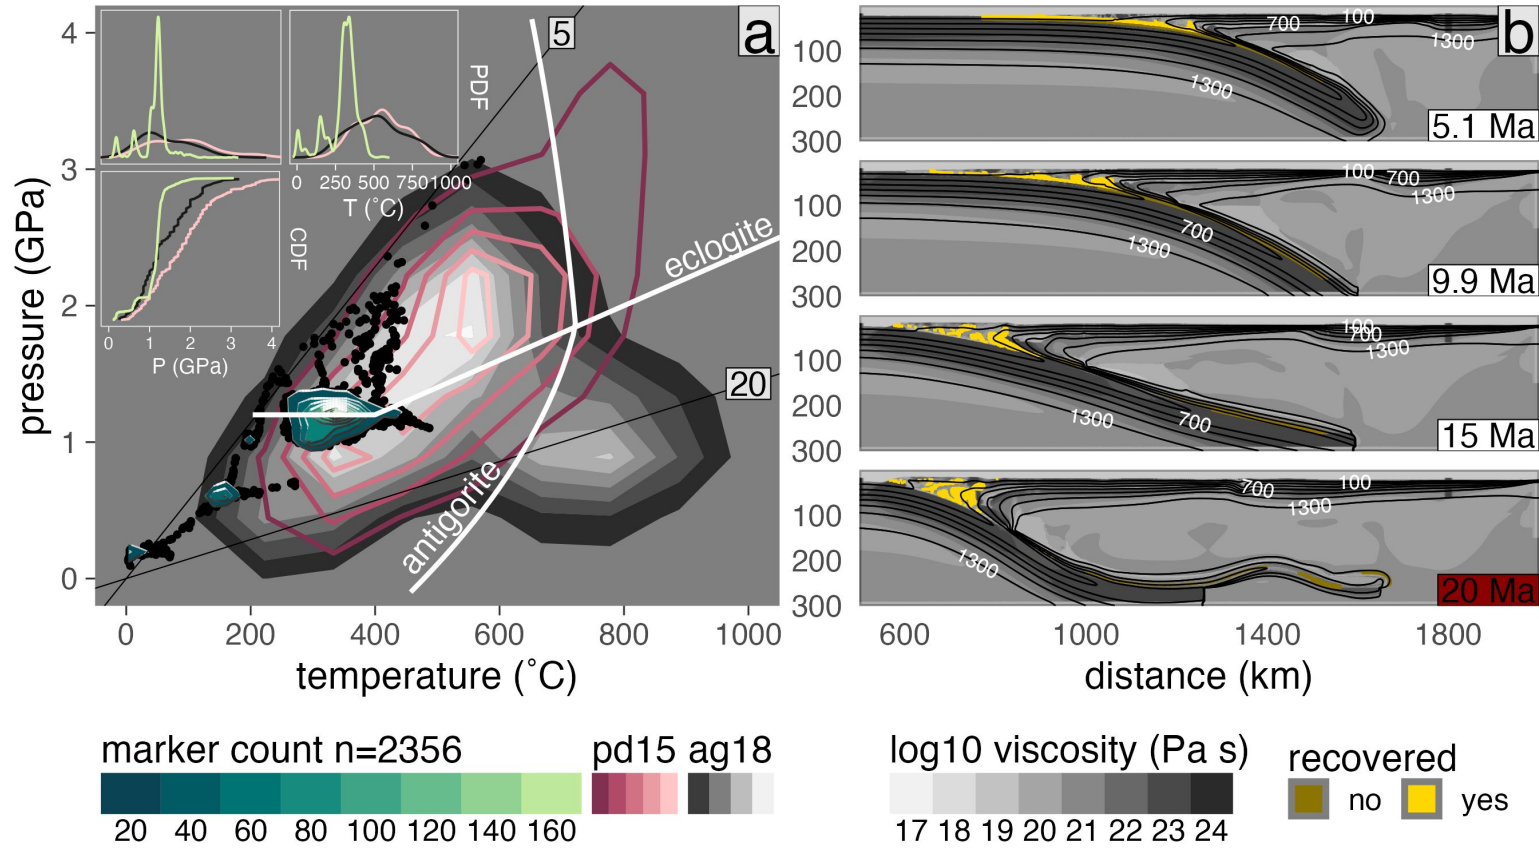 a
4
3
2
1
0
pressure (GPa)
0
200
400
600
800
1000
temperature (˚C)
5
20
eclogite
antigorite
PDF
0
250
500
750
1000
T (˚C)
CDF
0
1
2
3
4
P (GPa)
b
100
200
300
100
700
1300
1300
5.1 Ma
100
200
300
100
700
1300
700
1300
9.9 Ma
100
200
300
100
700
1300
1300
700
15 Ma
100
200
300
700
100
1300
1300
20 Ma
600
1000
1400
1800
distance (km)
marker count n=2356
20 40 60 80 100 120 140 160
pd15 ag18
log10 viscosity (Pa s)
17 18 19 20 21 22 23 24
recovered
no yes